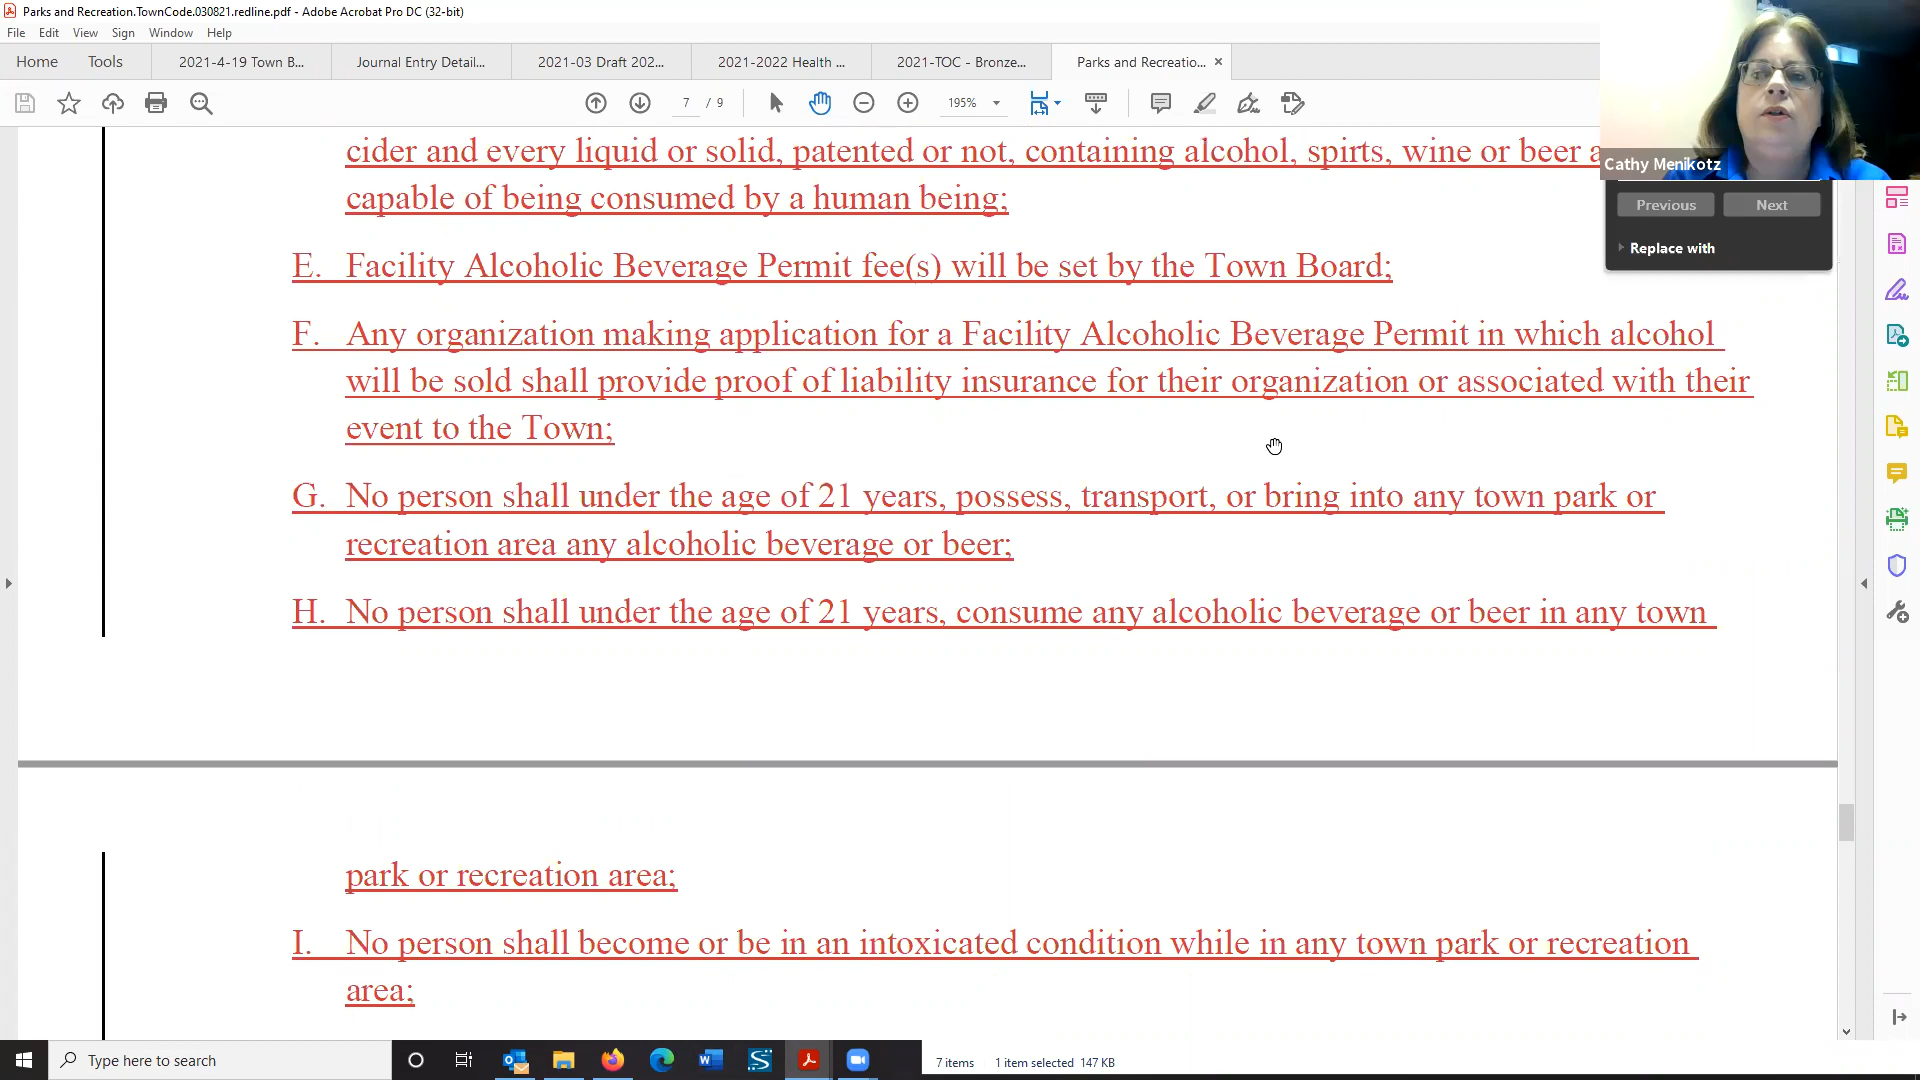 Parks and Recreation.TownCode.030821.redline.pdf - Adobe Acrobat Pro DC (32-bit)
File Edit View Sign Window Help
Home Tools 2021-4-19 Town B... Journal Entry Detail... 2021-03 Draft 202... 2021-2022 Health ... 2021-TOC - Bronze... Parks and Recreatio... ×
7 / 9 195%
cider and every liquid or solid, patented or not, containing alcohol, spirts, wine or beer a
capable of being consumed by a human being;
E. Facility Alcoholic Beverage Permit fee(s) will be set by the Town Board;
F. Any organization making application for a Facility Alcoholic Beverage Permit in which alcohol
will be sold shall provide proof of liability insurance for their organization or associated with their
event to the Town;
G. No person shall under the age of 21 years, possess, transport, or bring into any town park or
recreation area any alcoholic beverage or beer;
H. No person shall under the age of 21 years, consume any alcoholic beverage or beer in any town
park or recreation area;
I. No person shall become or be in an intoxicated condition while in any town park or recreation
area;
Cathy Menikotz
Previous Next
Replace with
Type here to search
7 items 1 item selected 147 KB